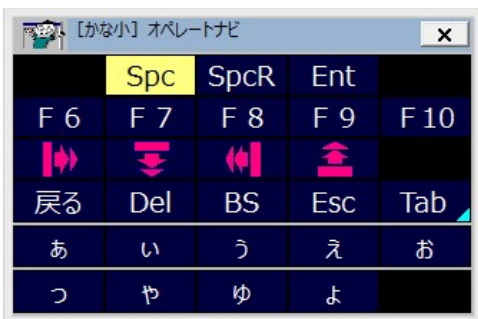 [かな小] オペレートナビ
Spc SpcR Ent
F 6 F 7 F 8 F 9 F 10
戻る Del BS Esc Tab
ぁ ぃ ぅ ぇ ぉ
っ ゃ ゅ ょ